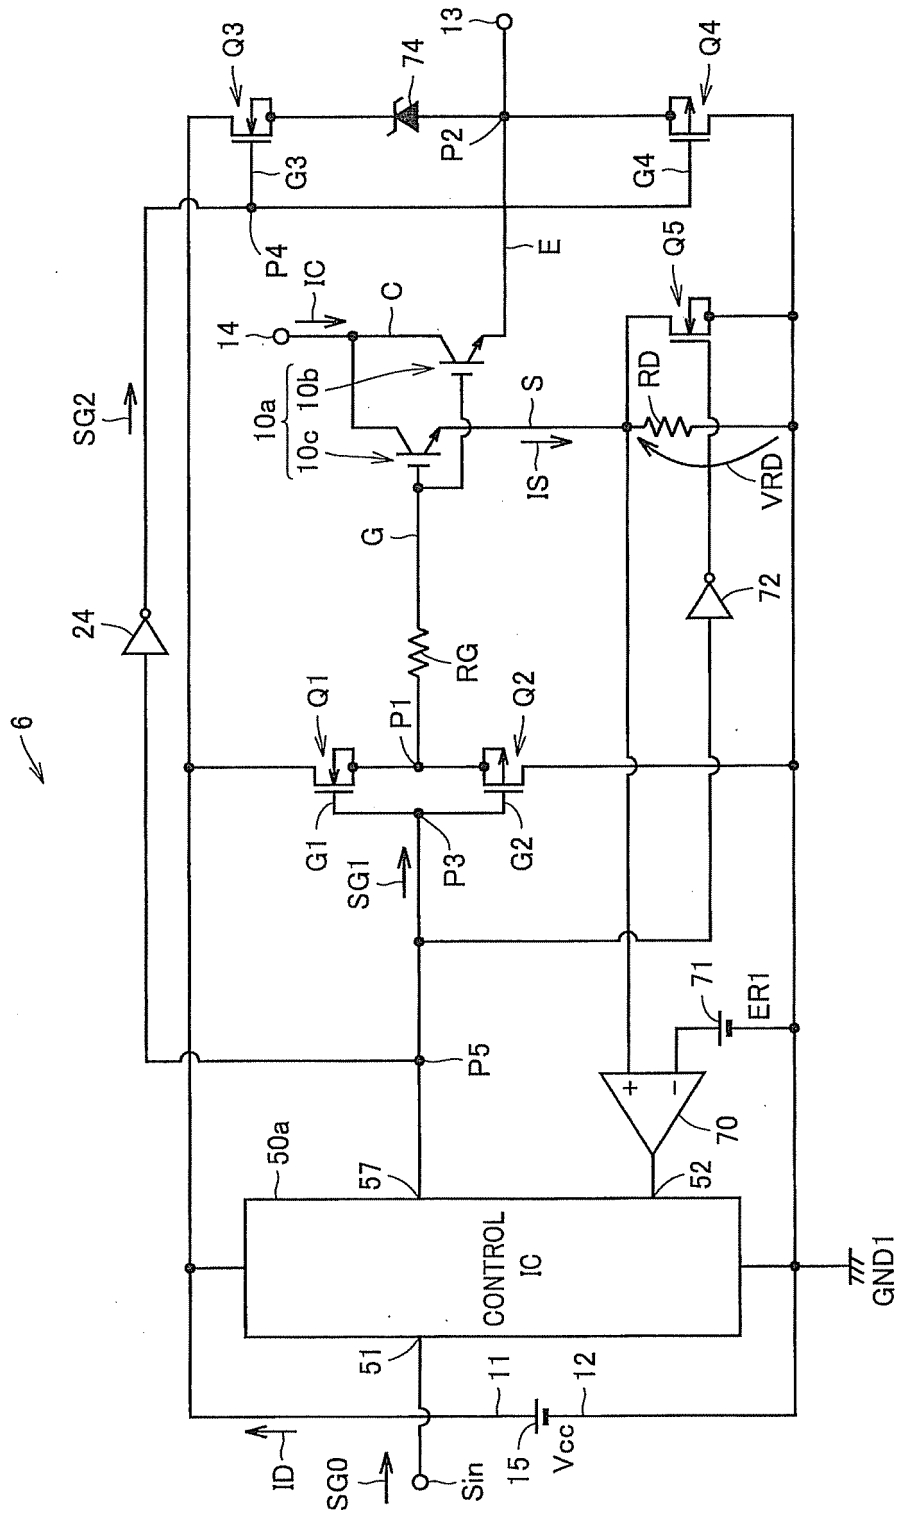 6
SG2
24
14
IC
C
P4
G3
Q3
74
13
P2
E
G4
Q4
10a
10b
10c
S
IS
Q5
RD
VRD
G
RG
72
Q1
P1
Q2
G1
SG1
P3
G2
P5
50a
57
71
ER1
+
−
70
52
CONTROL
IC
51
11
12
15
Vcc
ID
SG0
Sin
GND1